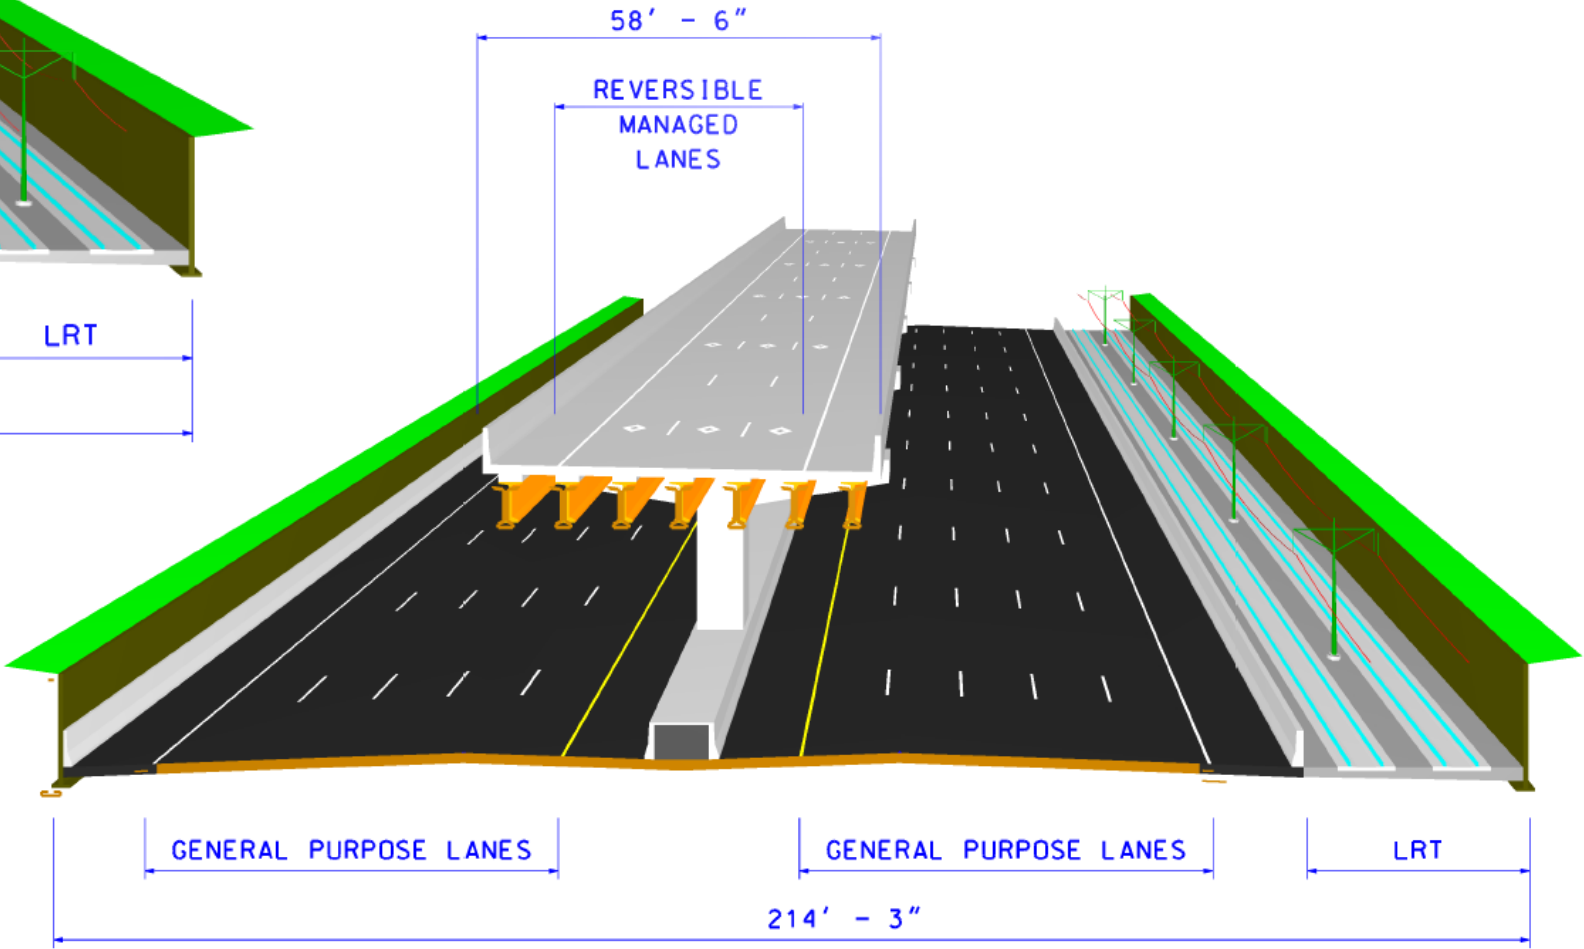 58' - 6"
REVERSIBLE
MANAGED
LANES
LRT
GENERAL PURPOSE LANES
GENERAL PURPOSE LANES
LRT
214' - 3"